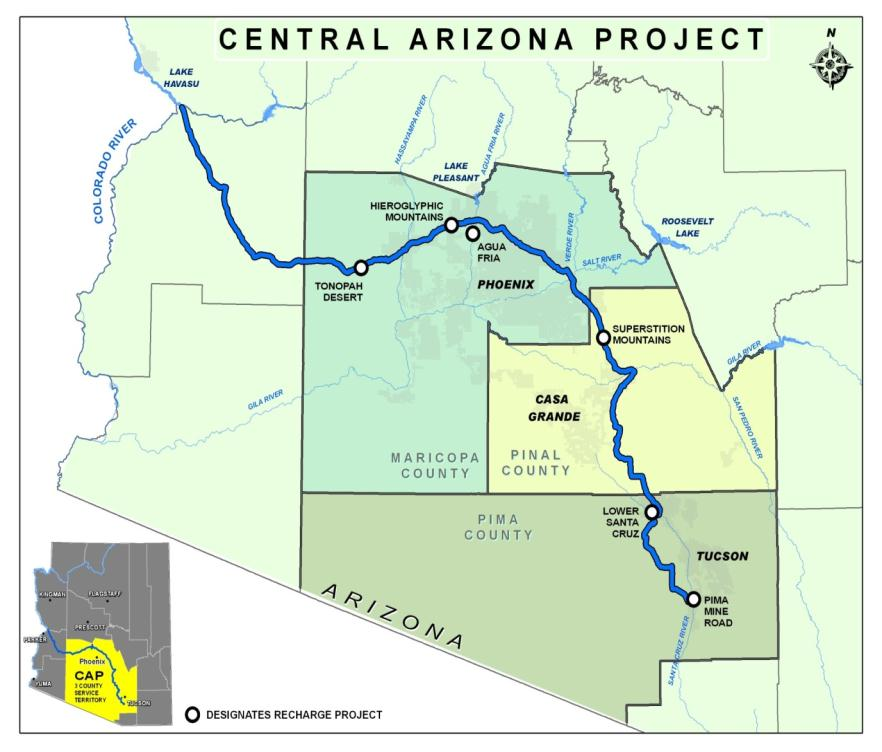 CENTRAL ARIZONA PROJECT
N
LAKE
HAVASU
COLORADO RIVER
HASSAYAMPA RIVER
AGUA FRIA RIVER
LAKE
PLEASANT
HIEROGLYPHIC
MOUNTAINS
VERDE RIVER
ROOSEVELT
LAKE
AGUA
FRIA
SALT RIVER
TONOPAH
DESERT
PHOENIX
SUPERSTITION
MOUNTAINS
GILA RIVER
GILA RIVER
CASA
GRANDE
SAN PEDRO RIVER
MARICOPA
COUNTY
PINAL
COUNTY
LOWER
SANTA
CRUZ
PIMA
COUNTY
TUCSON
PIMA
MINE
ROAD
SANTA CRUZ RIVER
ARIZONA
KINGMAN
FLAGSTAFF
PRESCOTT
PARKER
Phoenix
CAP
3 COUNTY
SERVICE
TERRITORY
YUMA
TUCSON
DESIGNATES RECHARGE PROJECT